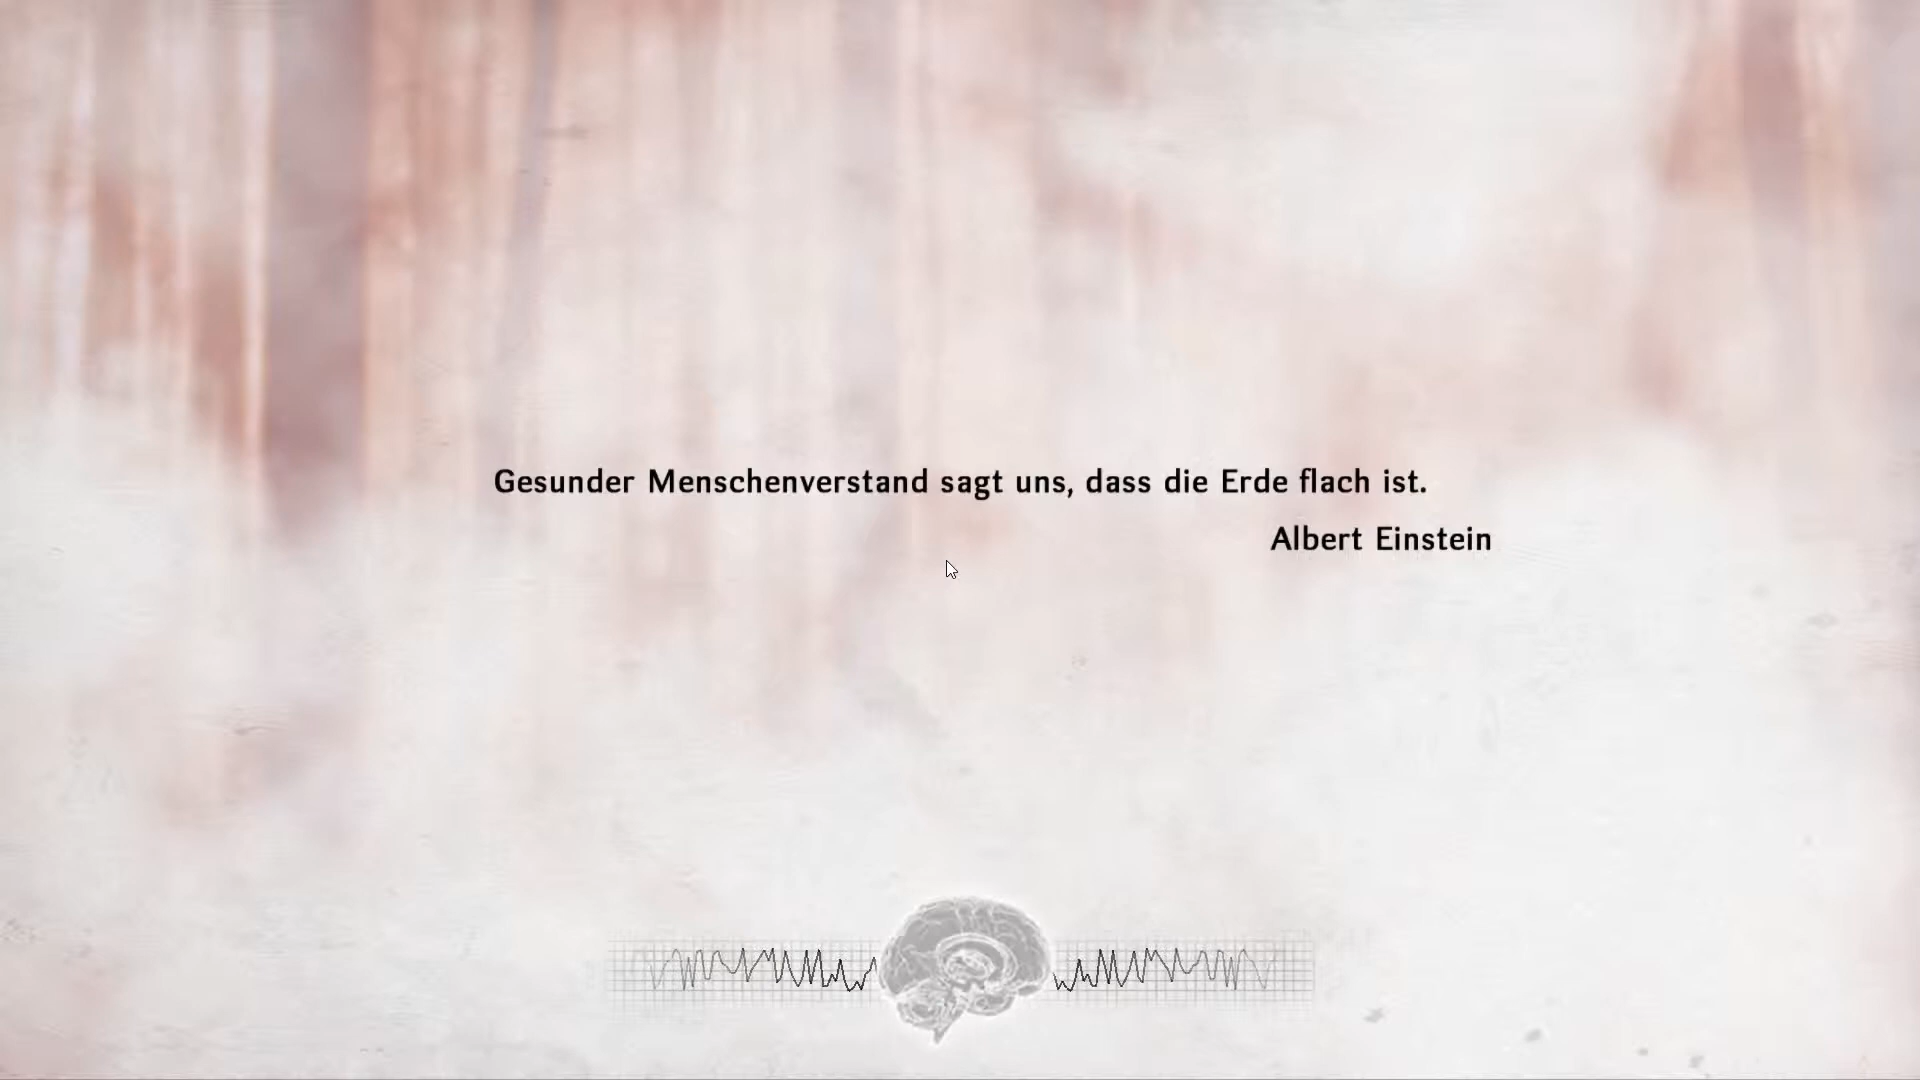 Gesunder Menschenverstand sagt uns, dass die Erde flach ist.
Albert Einstein